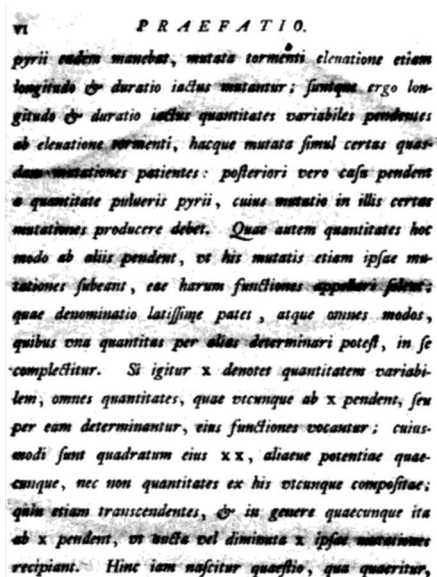 VI PRAEFATIO.
pyrii eadem manebat, mutata tormenti eleuatione etiam
longitudo & duratio iactus mutantur; suntque ergo lon-
gitudo & duratio iactus quantitates variabiles pendentes
ab eleuatione tormenti, hacque mutata simul certas quas-
dam mutationes patientes: posteriori vero casu pendent
a quantitate pulueris pyrii, cuius mutatio in illis certas
mutationes producere debet. Quae autem quantitates hoc
modo ab aliis pendent, vt his mutatis etiam ipsae mu-
tationes subeant, eae harum functiones appellari solent;
quae denominatio latissime patet, atque omnes modos,
quibus vna quantitas per alias determinari potest, in se
complectitur. Si igitur x denotet quantitatem variabi-
lem, omnes quantitates, quae vtcunque ab x pendent, seu
per eam determinantur, eius functiones vocantur; cuius-
modi sunt quadratum eius x x, aliaeue potentiae quae-
cunque, nec non quantitates ex his vtcunque compositae;
quin etiam transcendentes, & in genere quaecunque ita
ab x pendent, vt aucta vel diminuta x ipsae mutationes
recipiant. Hinc iam nascitur quaestio, qua quaeritur,